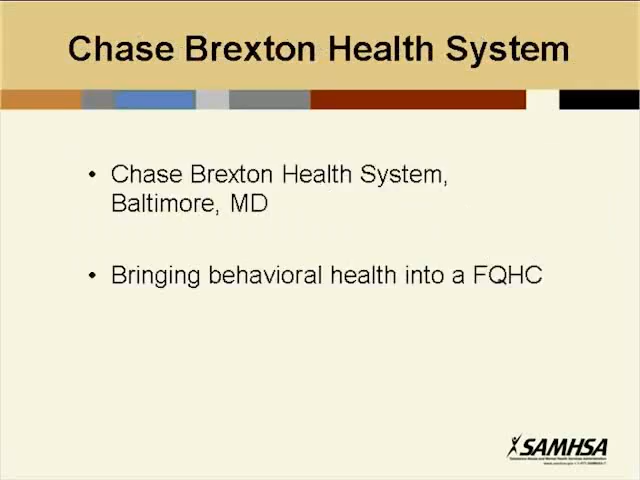 Chase Brexton Health System
• Chase Brexton Health System,
Baltimore, MD
• Bringing behavioral health into a FQHC
SAMHSA